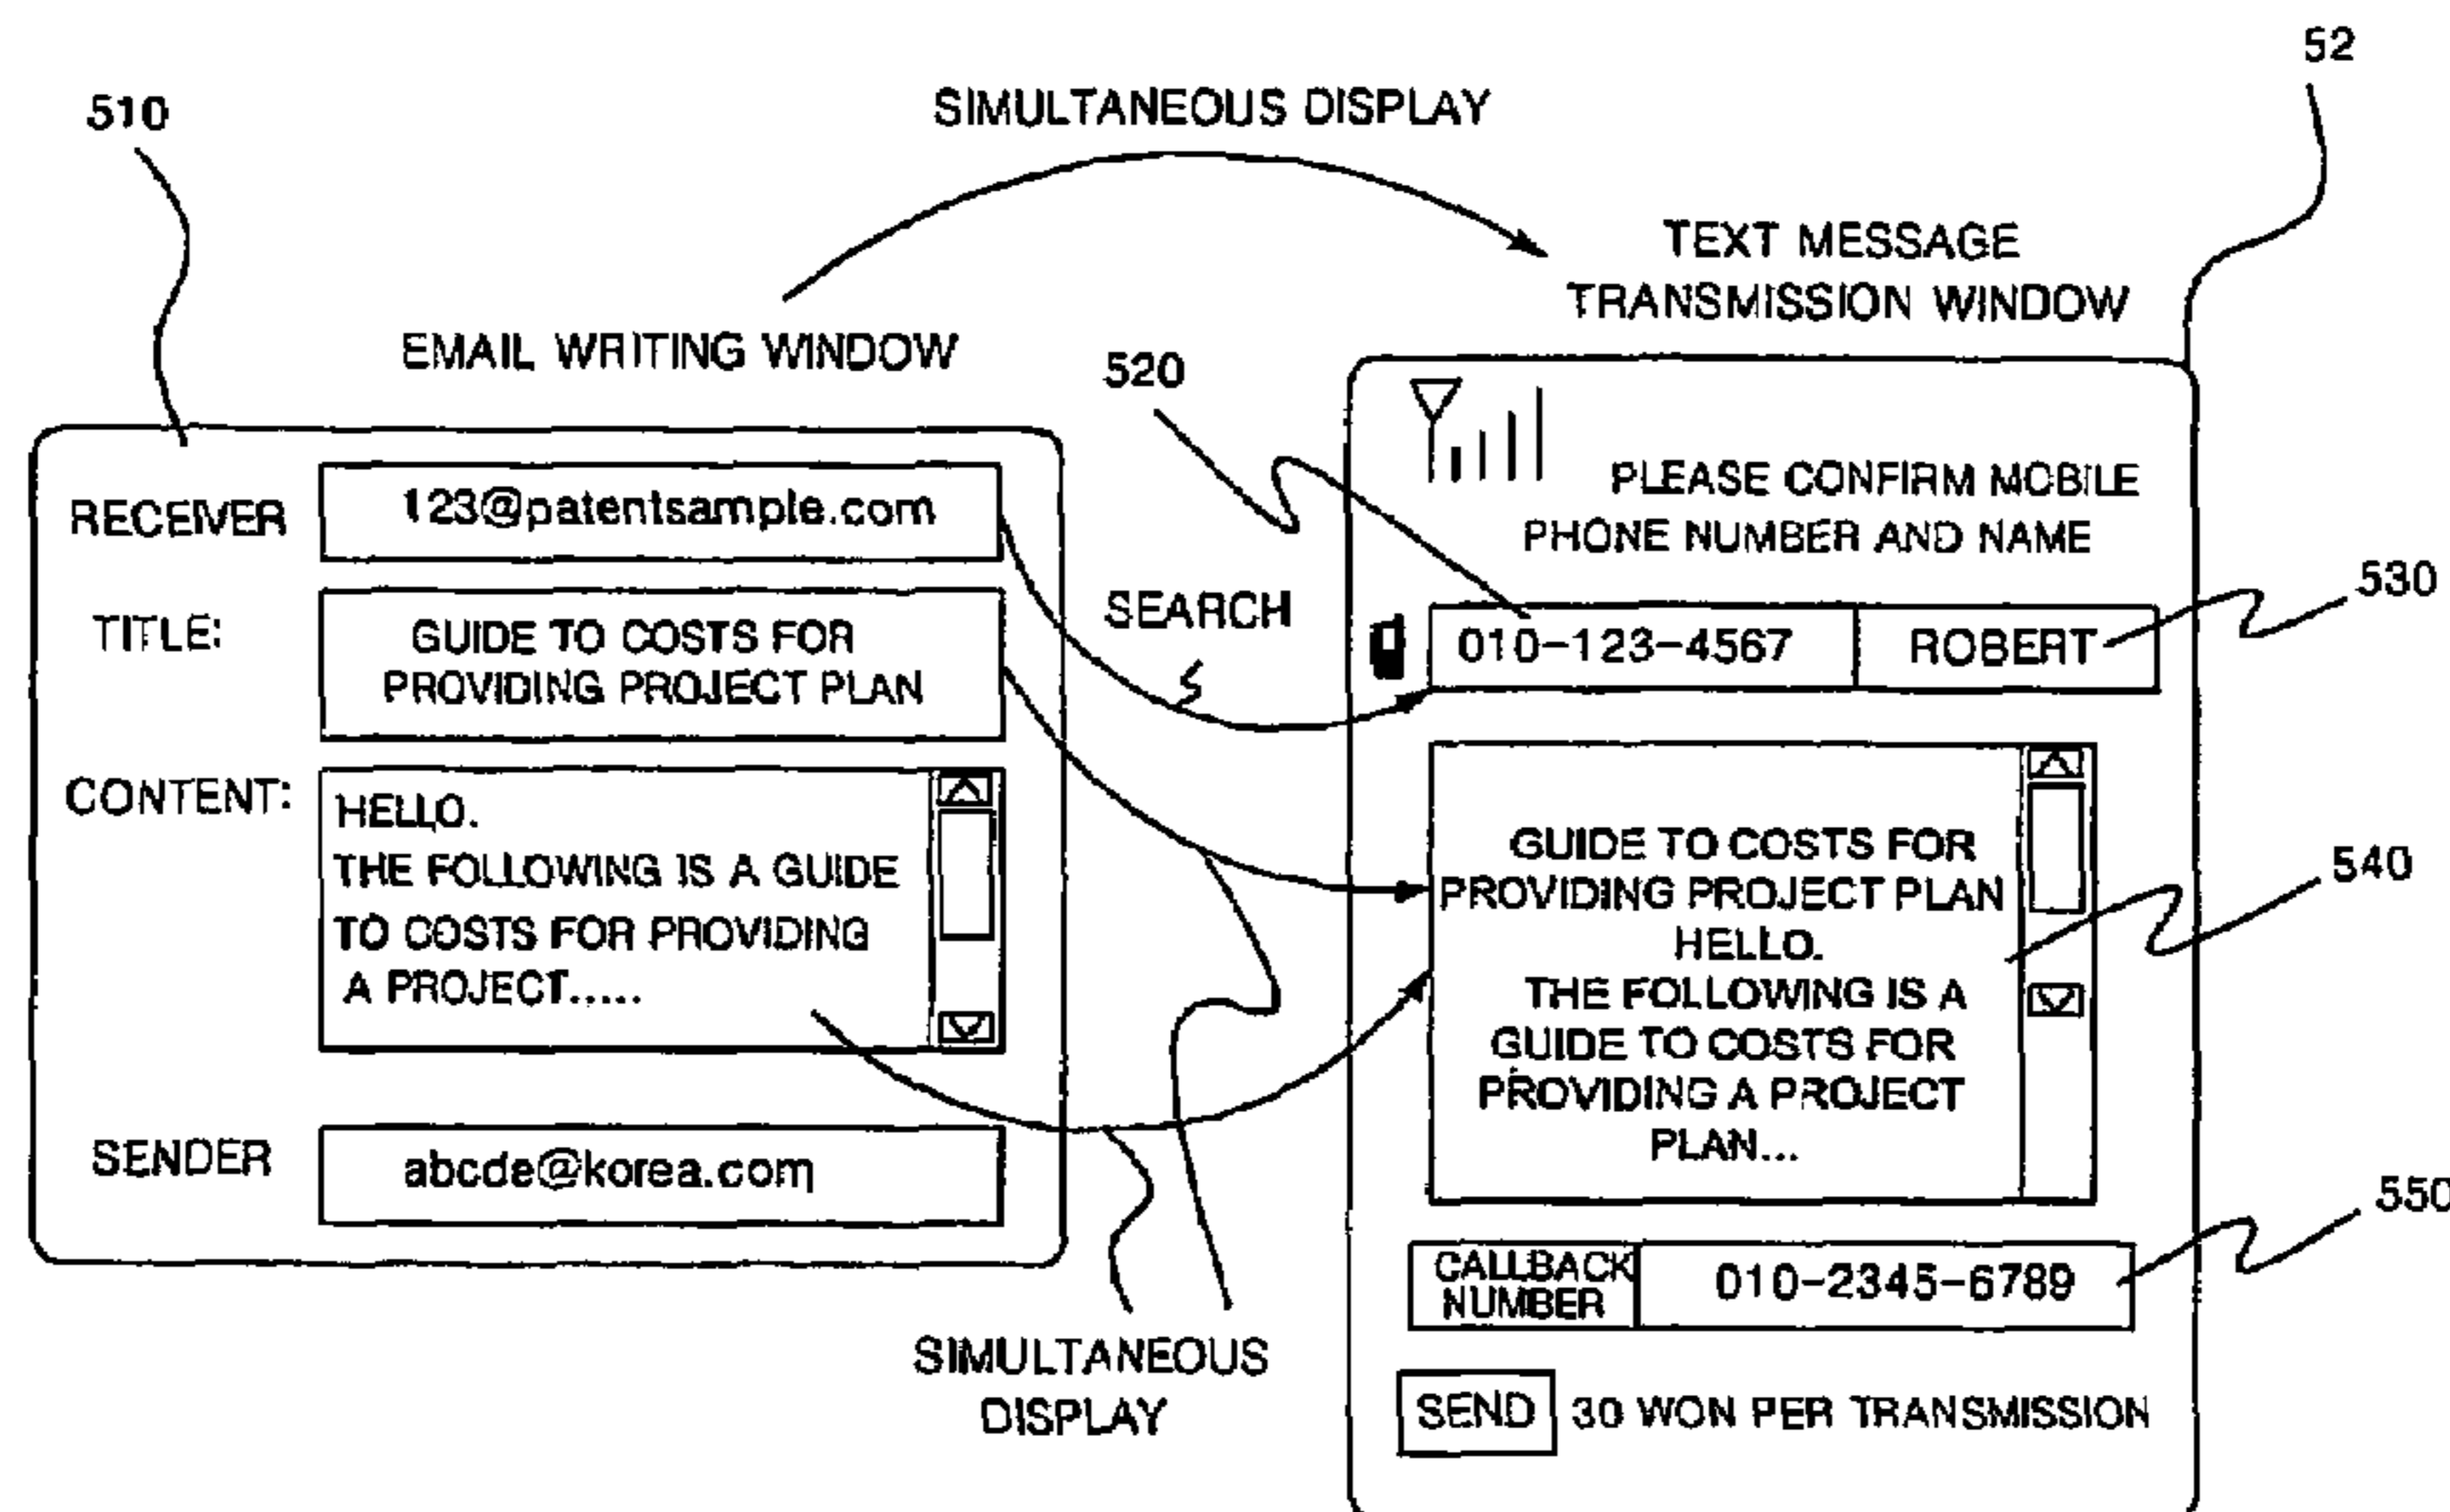 52
510
SIMULTANEOUS DISPLAY
TEXT MESSAGE
TRANSMISSION WINDOW
EMAIL WRITING WINDOW
520
RECEIVER
123@patentsample.com
TITLE:
GUIDE TO COSTS FOR
PROVIDING PROJECT PLAN
CONTENT:
HELLO.
THE FOLLOWING IS A GUIDE
TO COSTS FOR PROVIDING
A PROJECT.....
SENDER
abcde@korea.com
SEARCH
SIMULTANEOUS
DISPLAY
PLEASE CONFIRM MOBILE
PHONE NUMBER AND NAME
010-123-4567
ROBERT
530
GUIDE TO COSTS FOR
PROVIDING PROJECT PLAN
HELLO.
THE FOLLOWING IS A
GUIDE TO COSTS FOR
PROVIDING A PROJECT
PLAN...
540
CALLBACK
NUMBER
010-2345-6789
550
SEND
30 WON PER TRANSMISSION